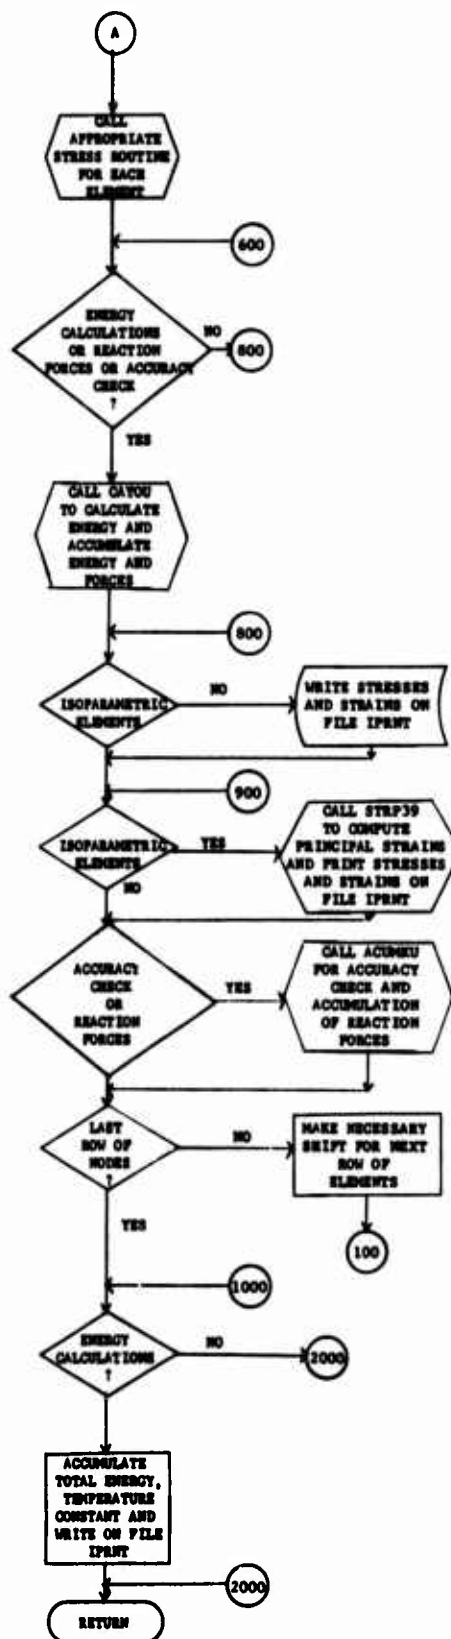 A
CALL
APPROPRIATE
STRESS ROUTINE
FOR EACH
ELEMENT
600
ENERGY
CALCULATIONS
OR REACTION
FORCES OR ACCURACY
CHECK
?
NO
800
YES
CALL CAYOU
TO CALCULATE
ENERGY AND
ACCUMULATE
ENERGY AND
FORCES
800
ISOPARAMETRIC
ELEMENTS
NO
WRITE STRESSES
AND STRAINS ON
FILE IPRNT
900
ISOPARAMETRIC
ELEMENTS
YES
CALL STRP39
TO COMPUTE
PRINCIPAL STRAINS
AND PRINT STRESSES
AND STRAINS ON
FILE IPRNT
NO
ACCURACY
CHECK
OR
REACTION
FORCES
YES
CALL ACUMKU
FOR ACCURACY
CHECK AND
ACCUMULATION
OF REACTION
FORCES
LAST
ROW OF
NODES
?
NO
MAKE NECESSARY
SHIFT FOR NEXT
ROW OF
ELEMENTS
100
YES
1000
ENERGY
CALCULATIONS
?
NO
2000
ACCUMULATE
TOTAL ENERGY,
TEMPERATURE
CONSTANT AND
WRITE ON FILE
IPRNT
2000
RETURN